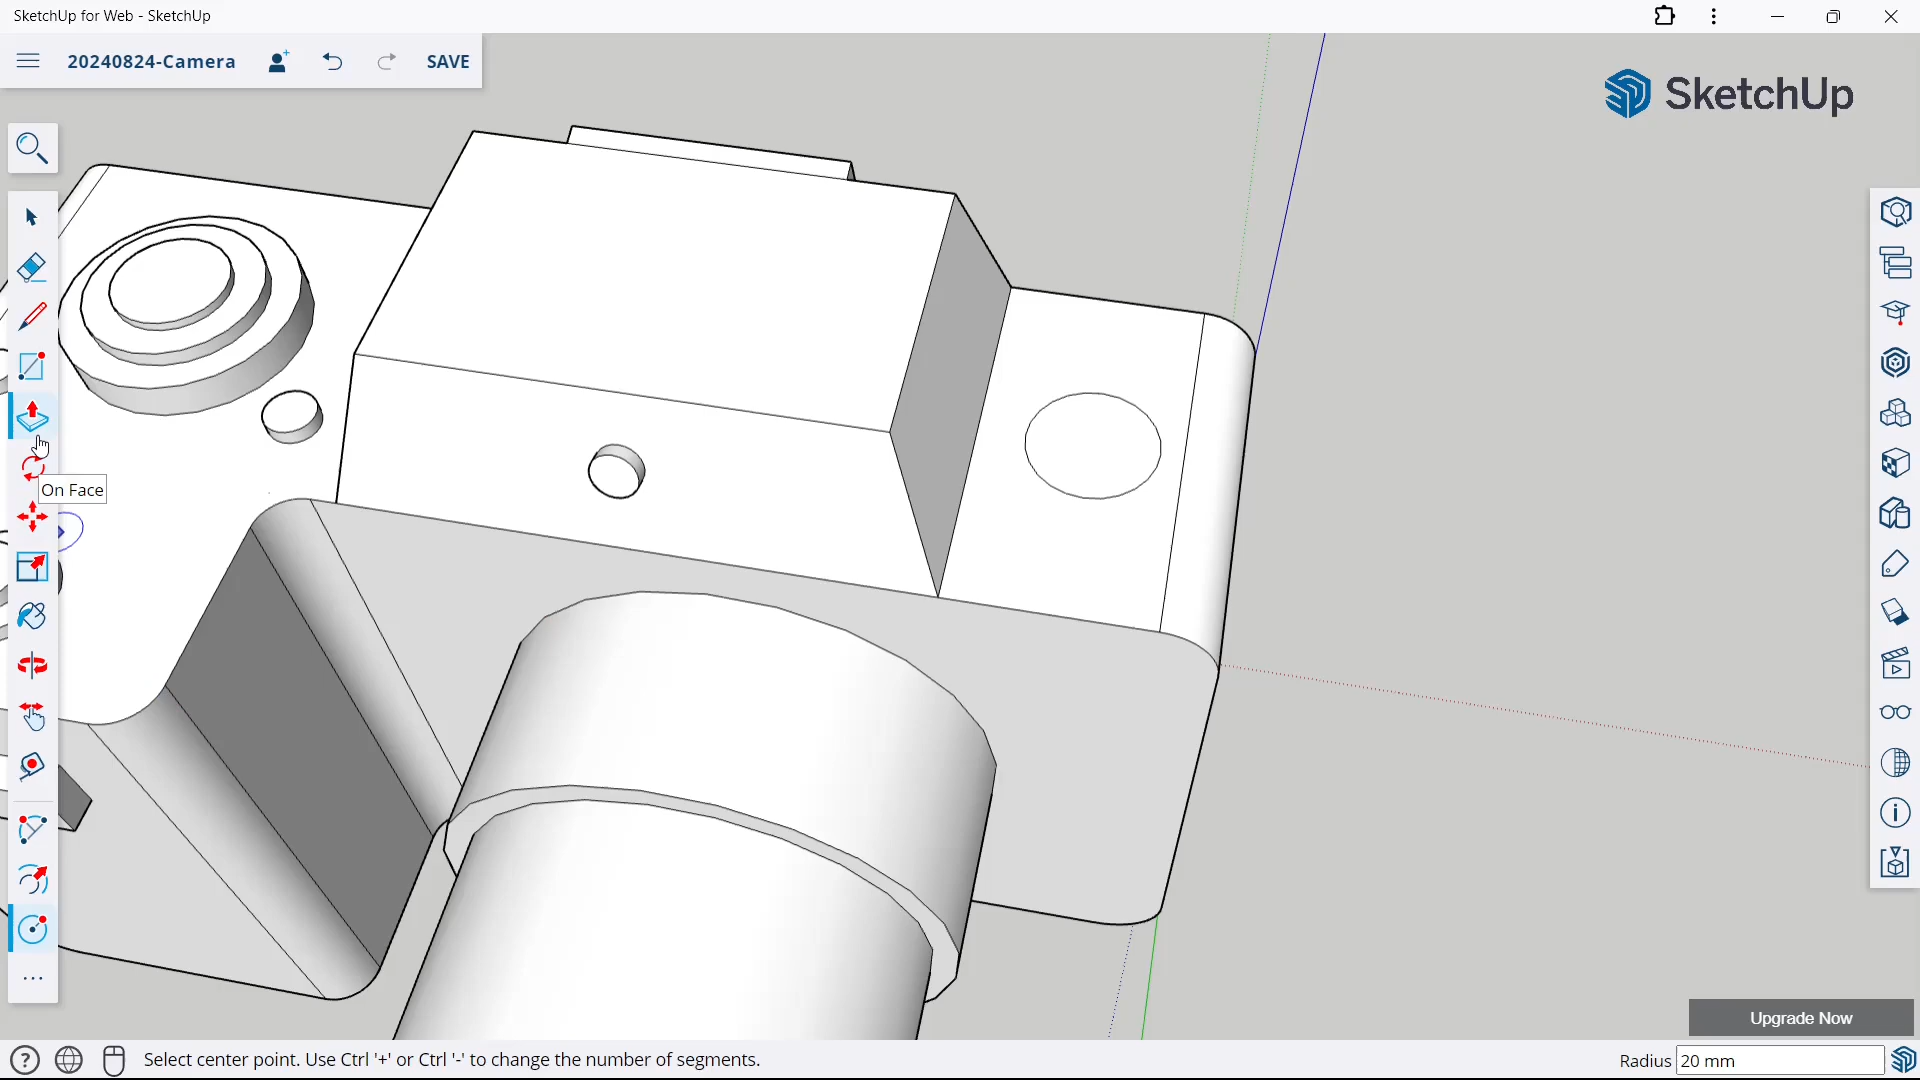 SketchUp for Web - SketchUp
20240824-Camera
SAVE
SketchUp
On Face
Upgrade Now
Select center point. Use Ctrl '+' or Ctrl '-' to change the number of segments.
Radius 20 mm